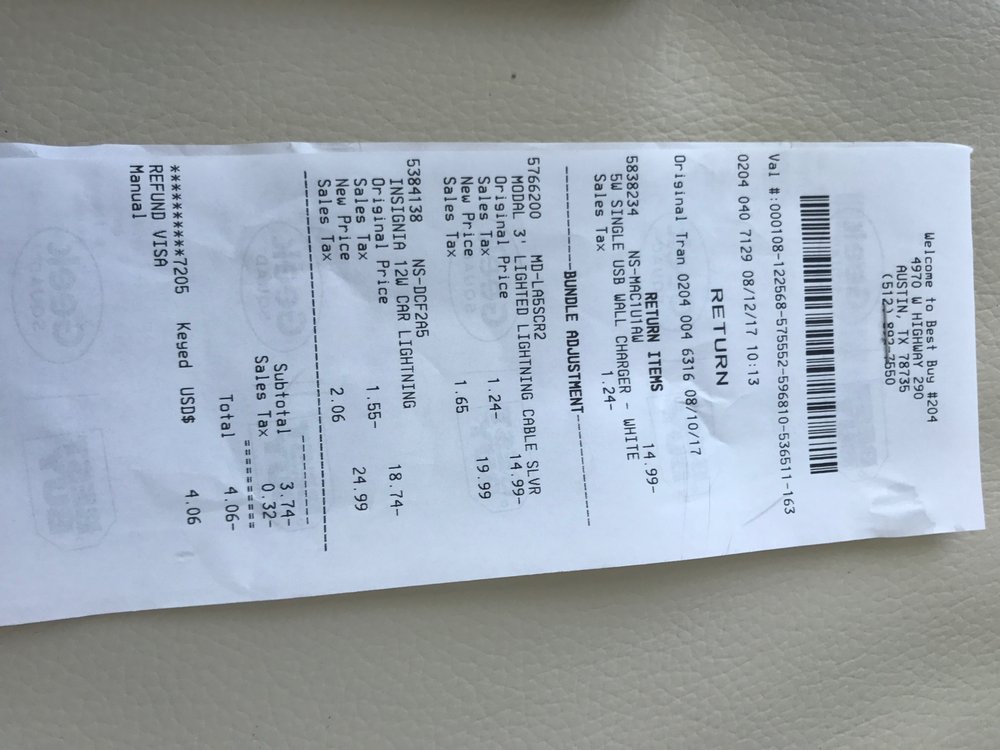 Welcome to Best Buy #204
4970 W HIGHWAY 290
AUSTIN, TX 78735
(512) 892-7550
Val #:000108-122568-575552-596810-536511-163
0204 040 7129 08/12/17 10:13
RETURN
Original Tran 0204 004 6316 08/10/17
RETURN ITEMS
5838234 NS-MAC1U1AW 14.99-
5W SINGLE USB WALL CHARGER - WHITE
Sales Tax 1.24-
--------------BUNDLE ADJUSTMENT--------------
5766200 MD-LA5SCR2
MODAL 3' LIGHTED LIGHTNING CABLE SLVR
Original Price 14.99-
Sales Tax 1.24-
New Price 19.99
Sales Tax 1.65
5384138 NS-DCF2A5
INSIGNIA 12W CAR LIGHTNING
Original Price 18.74-
Sales Tax 1.55-
New Price 24.99
Sales Tax 2.06
---------------------------------------------
Subtotal 3.74-
Sales Tax 0.32-
==========
Total 4.06-
************7205 Keyed USD$ 4.06
REFUND VISA
Manual